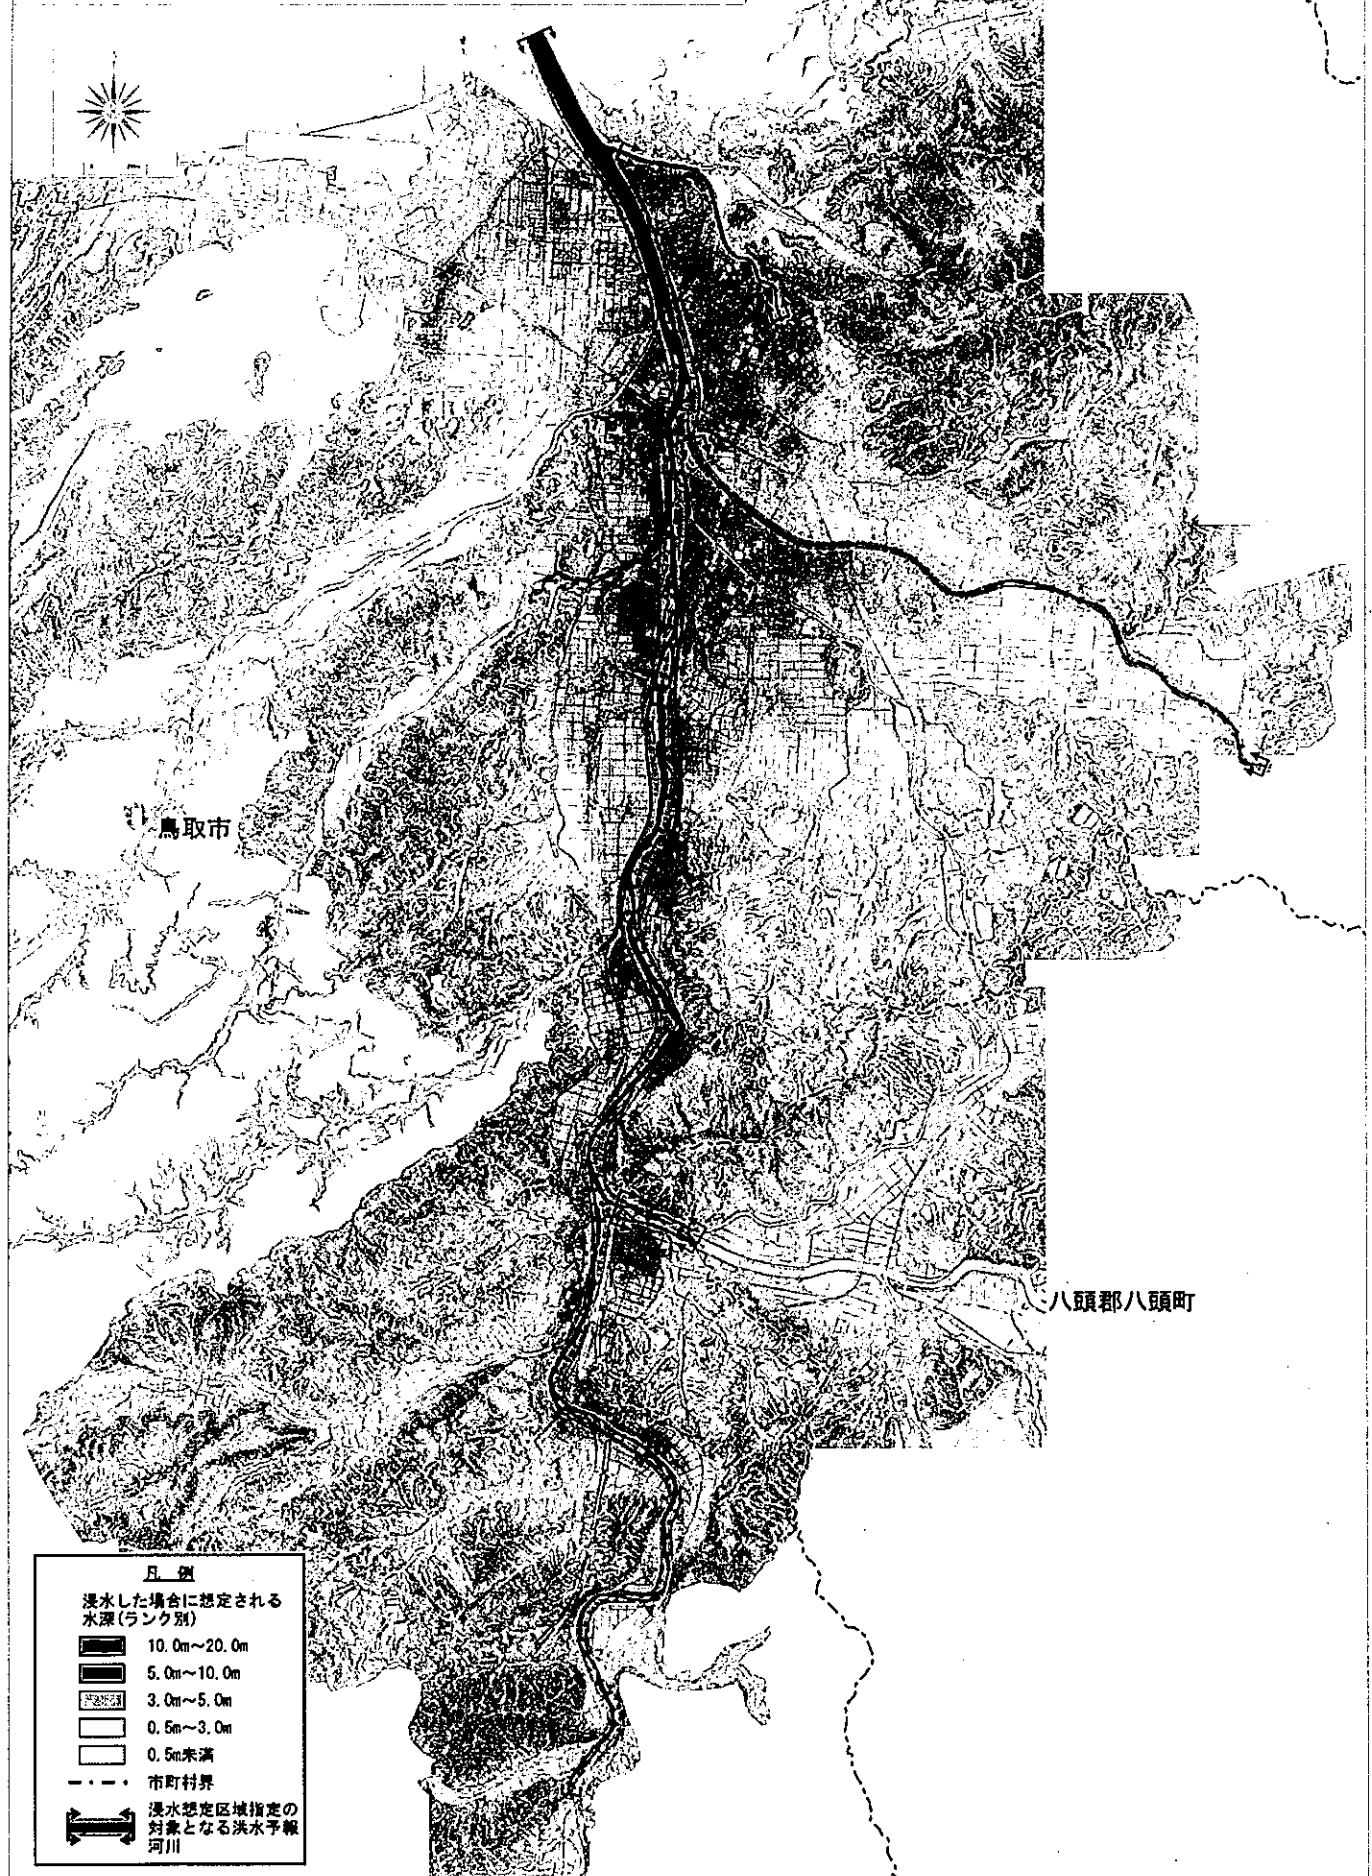 鳥取市
八頭郡八頭町
凡 例
浸水した場合に想定される
水深(ランク別)
10.0m～20.0m
5.0m～10.0m
3.0m～5.0m
0.5m～3.0m
0.5m未満
市町村界
浸水想定区域指定の
対象となる洪水予報
河川